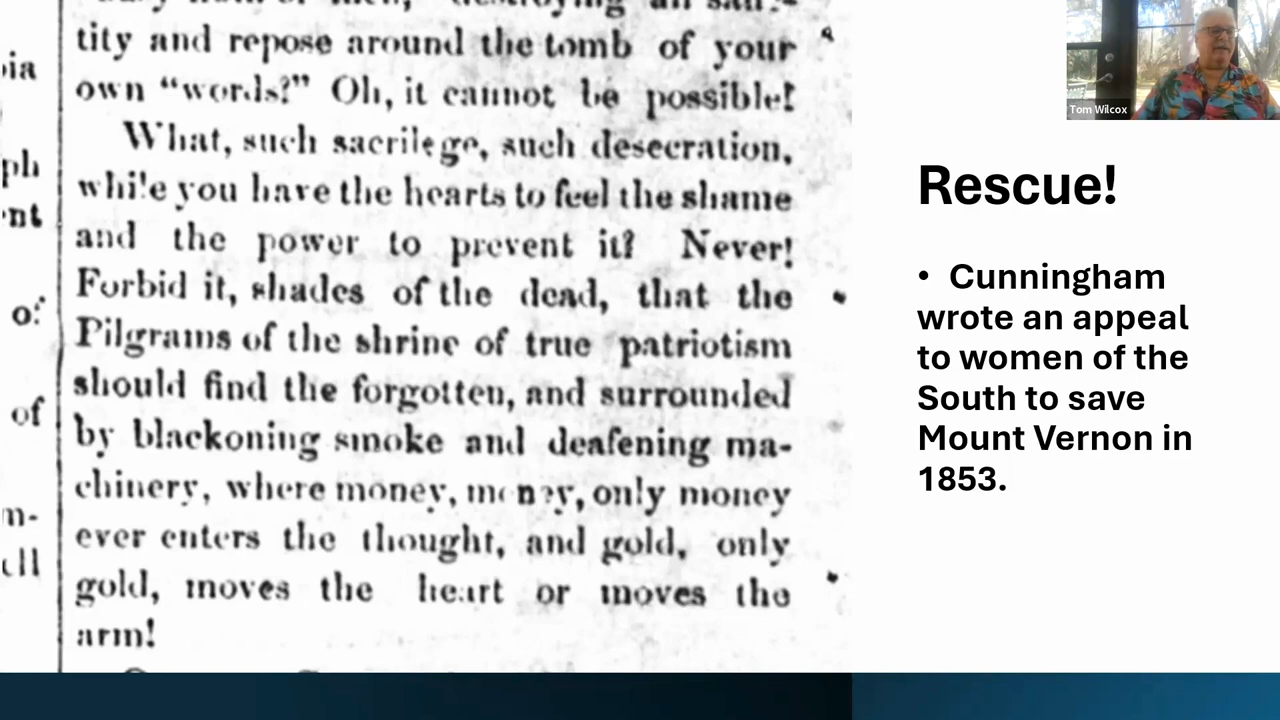 tity and repose around the tomb of your
own “words?” Oh, it cannot be possible!
What, such sacrilege, such desecration,
while you have the hearts to feel the shame
and the power to prevent it? Never!
Forbid it, shades of the dead, that the
Pilgrams of the shrine of true patriotism
should find the forgotten, and surrounded
by blackoning smoke and deafening ma-
chinery, where money, money, only money
ever enters the thought, and gold, only
gold, moves the heart or moves the
arm!
ph
of
of
Tom Wilcox
Rescue!
• Cunningham
wrote an appeal
to women of the
South to save
Mount Vernon in
1853.